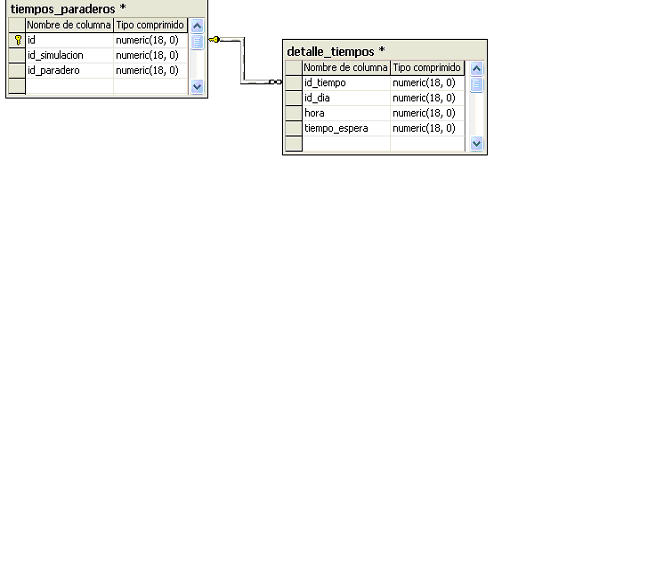 tiempos_paraderos *
Nombre de columna Tipo comprimido
id numeric(18, 0)
id_simulacion numeric(18, 0)
id_paradero numeric(18, 0)
detalle_tiempos *
Nombre de columna Tipo comprimido
id_tiempo numeric(18, 0)
id_dia numeric(18, 0)
hora numeric(18, 0)
tiempo_espera numeric(18, 0)